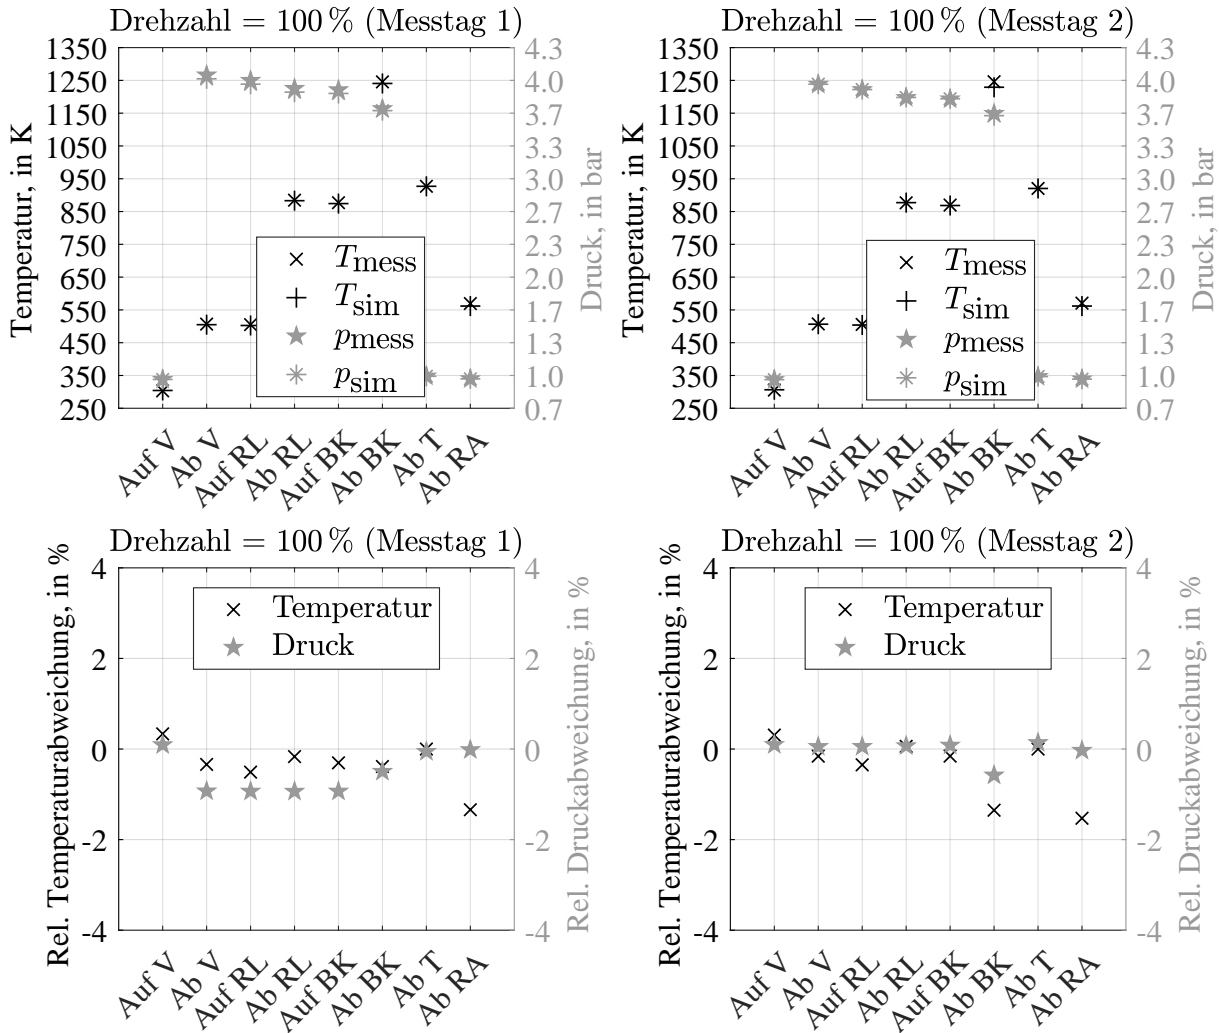 Drehzahl = 100 % (Messtag 1)
Temperatur, in K
1350
1250
1150
1050
950
850
750
650
550
450
350
250
4.3
4.0
3.7
3.3
3.0
2.7
2.3
2.0
1.7
1.3
1.0
0.7
Druck, in bar
Tmess
Tsim
pmess
psim
Auf V
Ab V
Auf RL
Ab RL
Auf BK
Ab BK
Ab T
Ab RA
Drehzahl = 100 % (Messtag 2)
Temperatur, in K
1350
1250
1150
1050
950
850
750
650
550
450
350
250
4.3
4.0
3.7
3.3
3.0
2.7
2.3
2.0
1.7
1.3
1.0
0.7
Druck, in bar
Tmess
Tsim
pmess
psim
Auf V
Ab V
Auf RL
Ab RL
Auf BK
Ab BK
Ab T
Ab RA
Drehzahl = 100 % (Messtag 1)
Rel. Temperaturabweichung, in %
4
2
0
-2
-4
4
2
0
-2
-4
Rel. Druckabweichung, in %
Temperatur
Druck
Auf V
Ab V
Auf RL
Ab RL
Auf BK
Ab BK
Ab T
Ab RA
Drehzahl = 100 % (Messtag 2)
Rel. Temperaturabweichung, in %
4
2
0
-2
-4
4
2
0
-2
-4
Rel. Druckabweichung, in %
Temperatur
Druck
Auf V
Ab V
Auf RL
Ab RL
Auf BK
Ab BK
Ab T
Ab RA